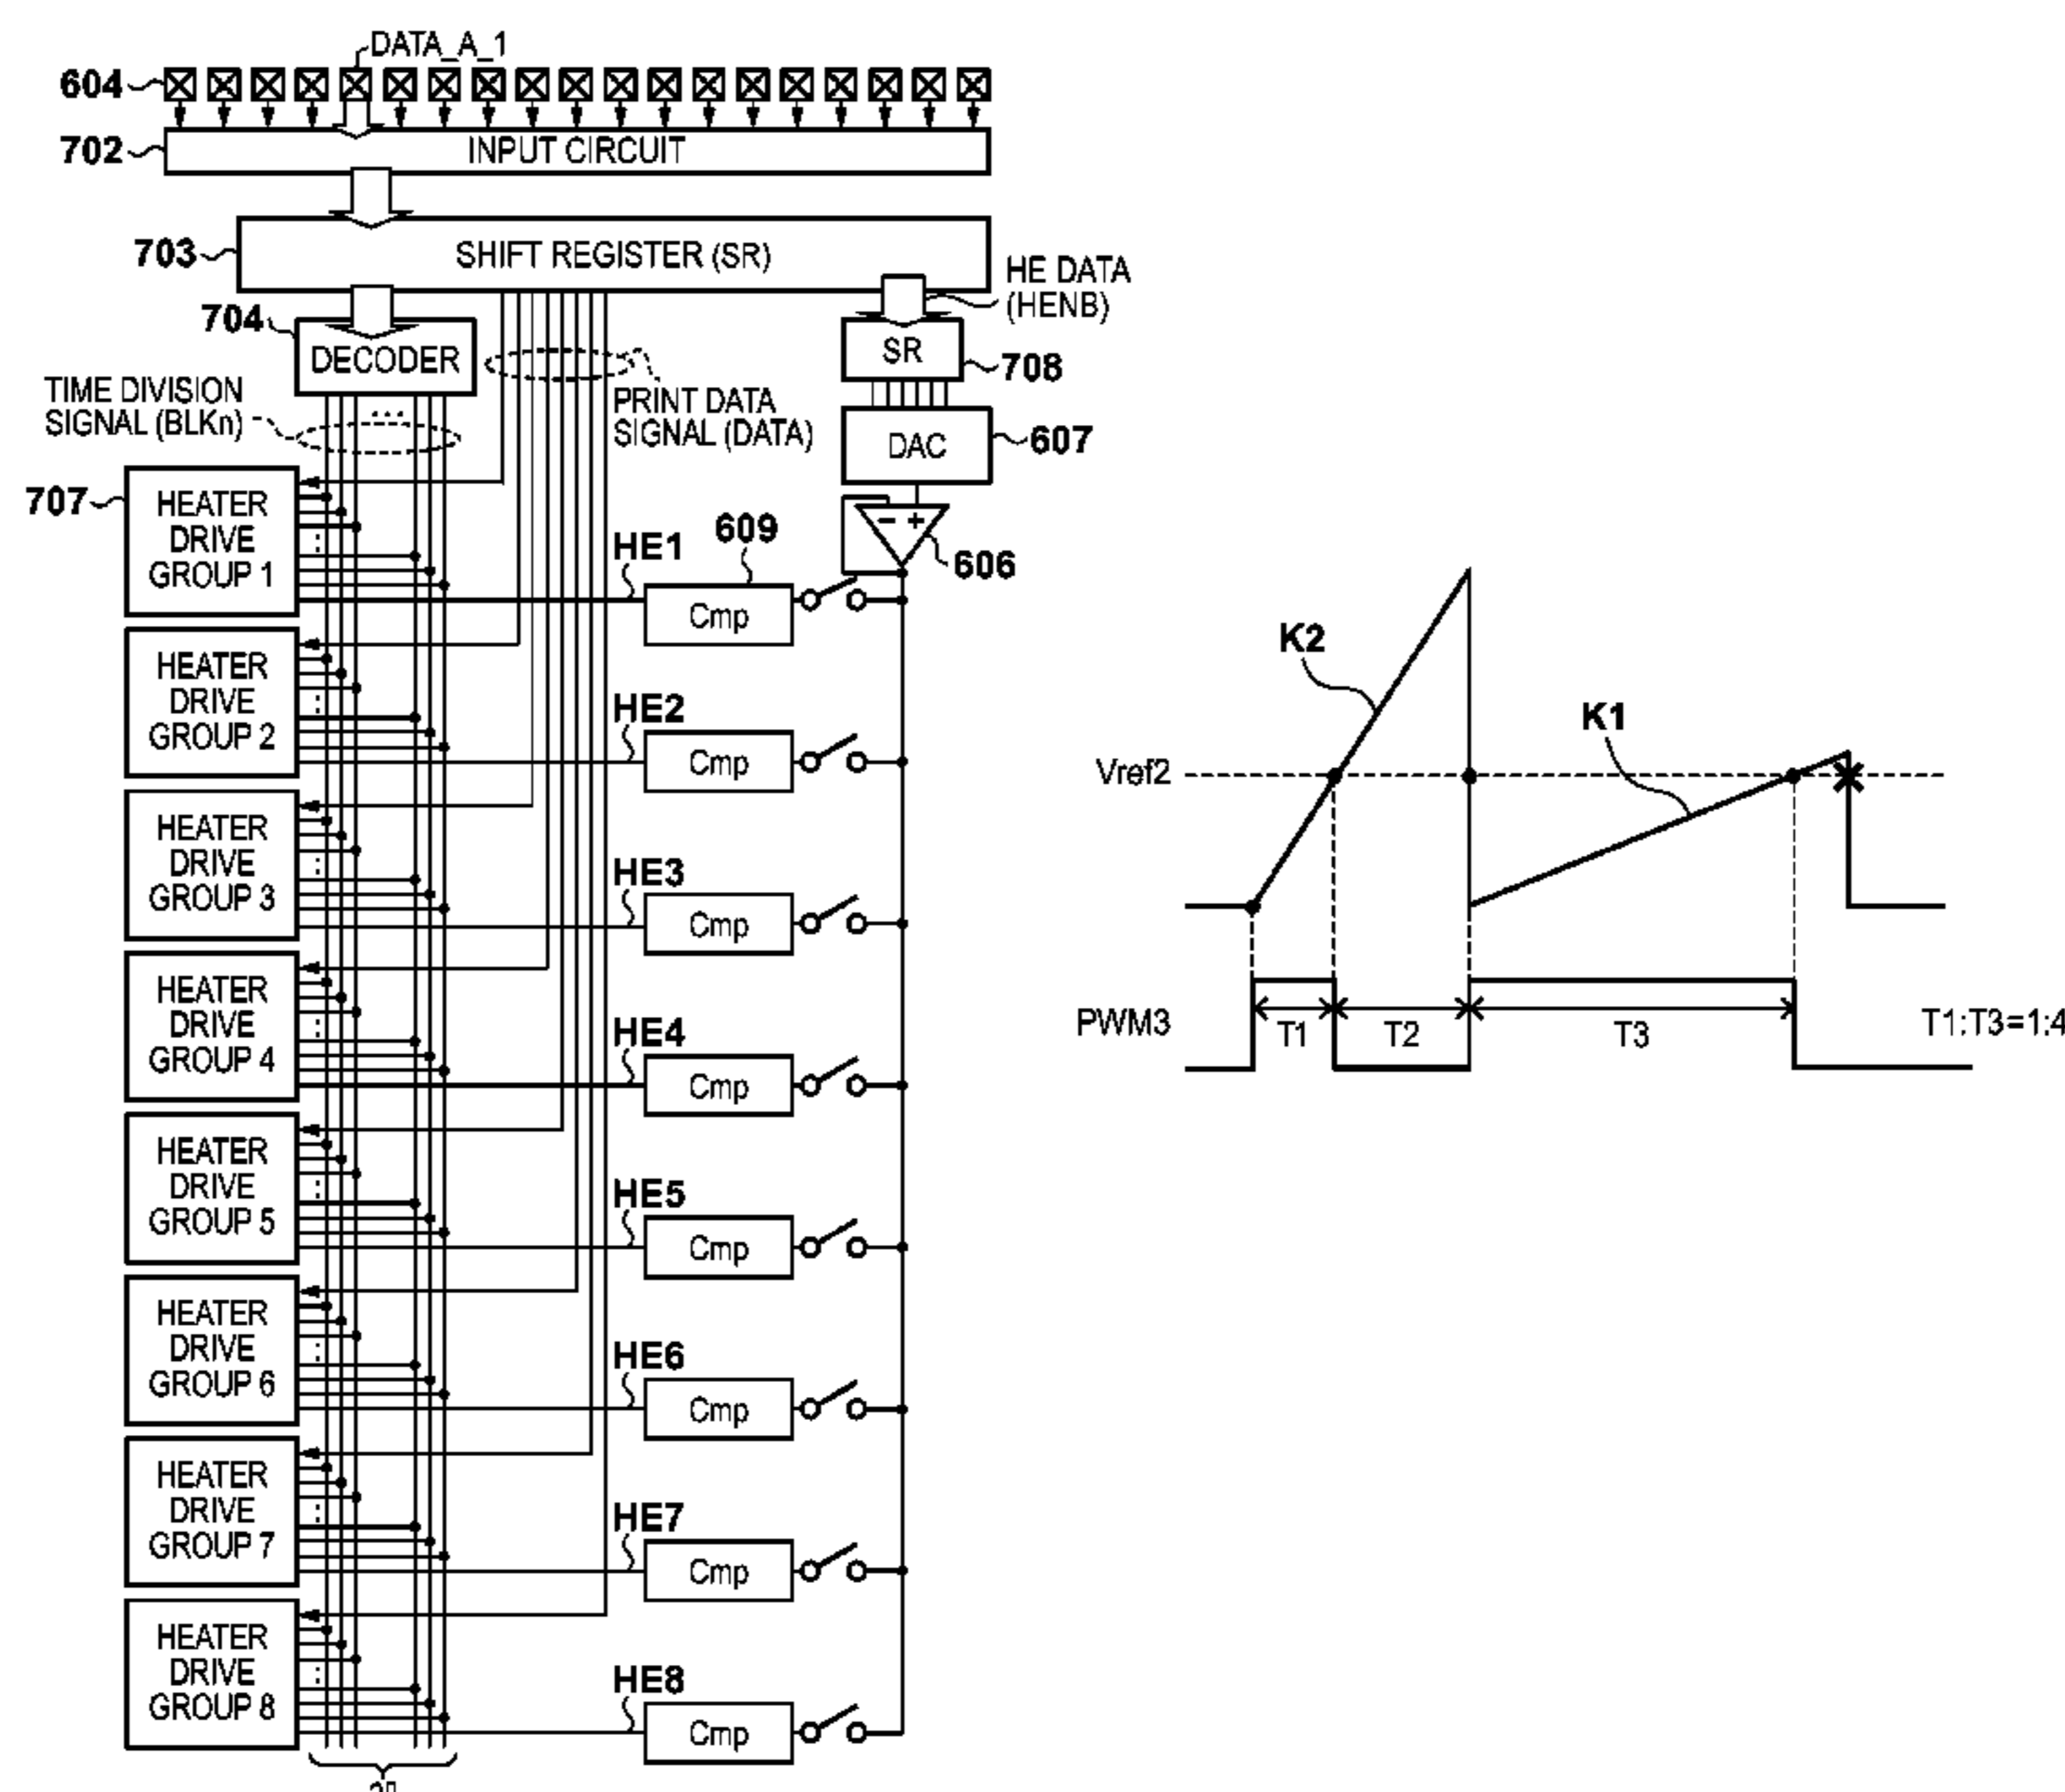 DATA_A_1
604
702
INPUT CIRCUIT
703
SHIFT REGISTER (SR)
HE DATA
(HENB)
704
DECODER
SR
708
TIME DIVISION
SIGNAL (BLKn)
...
PRINT DATA
SIGNAL (DATA)
DAC
607
707
HEATER
DRIVE
GROUP 1
HE1
609
Cmp
- +
606
HEATER
DRIVE
GROUP 2
HE2
Cmp
HEATER
DRIVE
GROUP 3
HE3
Cmp
HEATER
DRIVE
GROUP 4
HE4
Cmp
HEATER
DRIVE
GROUP 5
HE5
Cmp
HEATER
DRIVE
GROUP 6
HE6
Cmp
HEATER
DRIVE
GROUP 7
HE7
Cmp
HEATER
DRIVE
GROUP 8
HE8
Cmp
K2
K1
Vref2
PWM3
T1
T2
T3
T1:T3=1:4